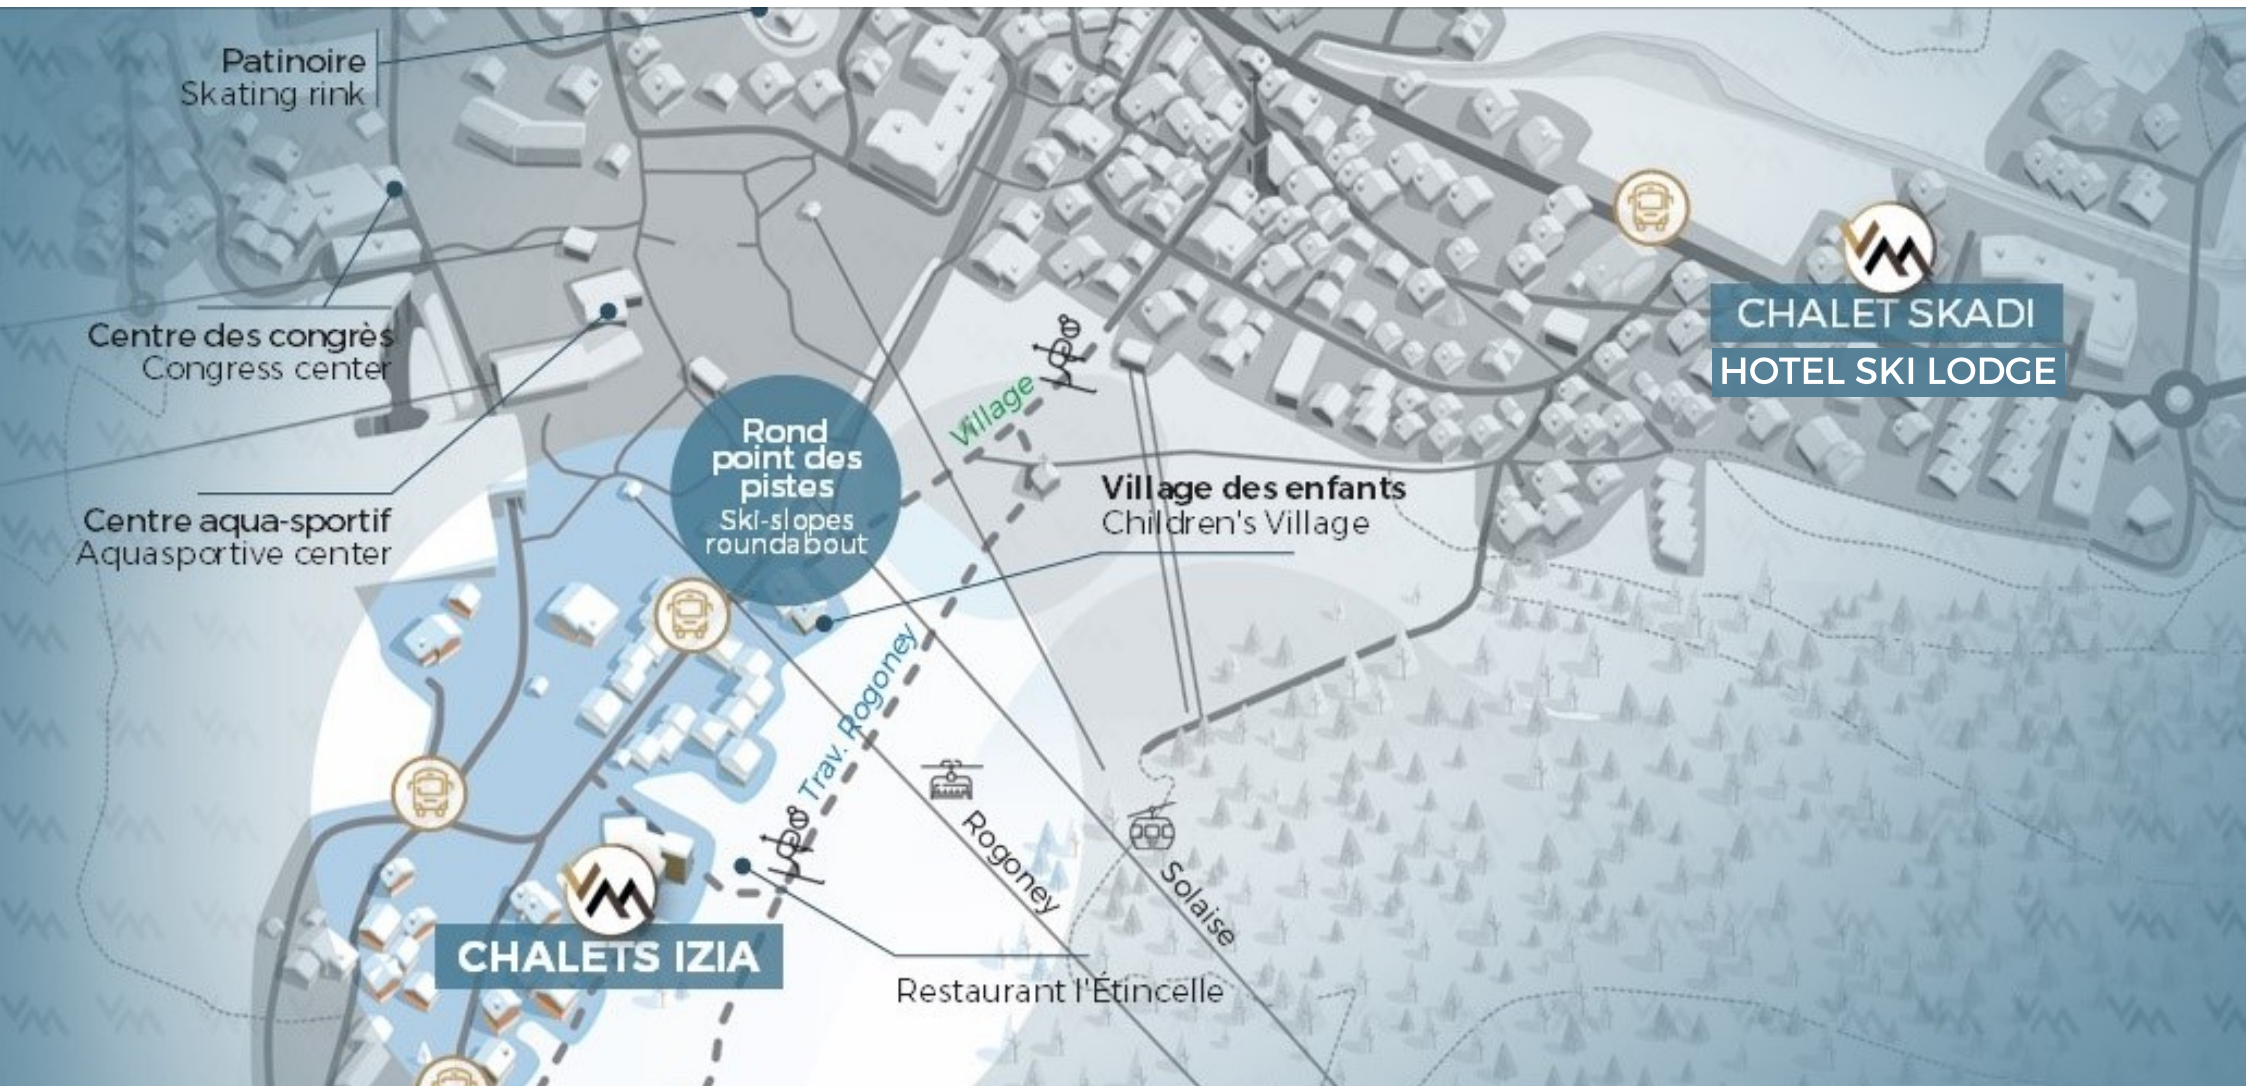 Patinoire
Skating rink
Centre des congrès
Congress center
Centre aqua-sportif
Aquasportive center
Rond
point des
pistes
Ski-slopes
roundabout
Village
Village des enfants
Children's Village
CHALET SKADI
HOTEL SKI LODGE
Trav. Rogoney
Rogoney
Solaise
CHALETS IZIA
Restaurant l'Étincelle